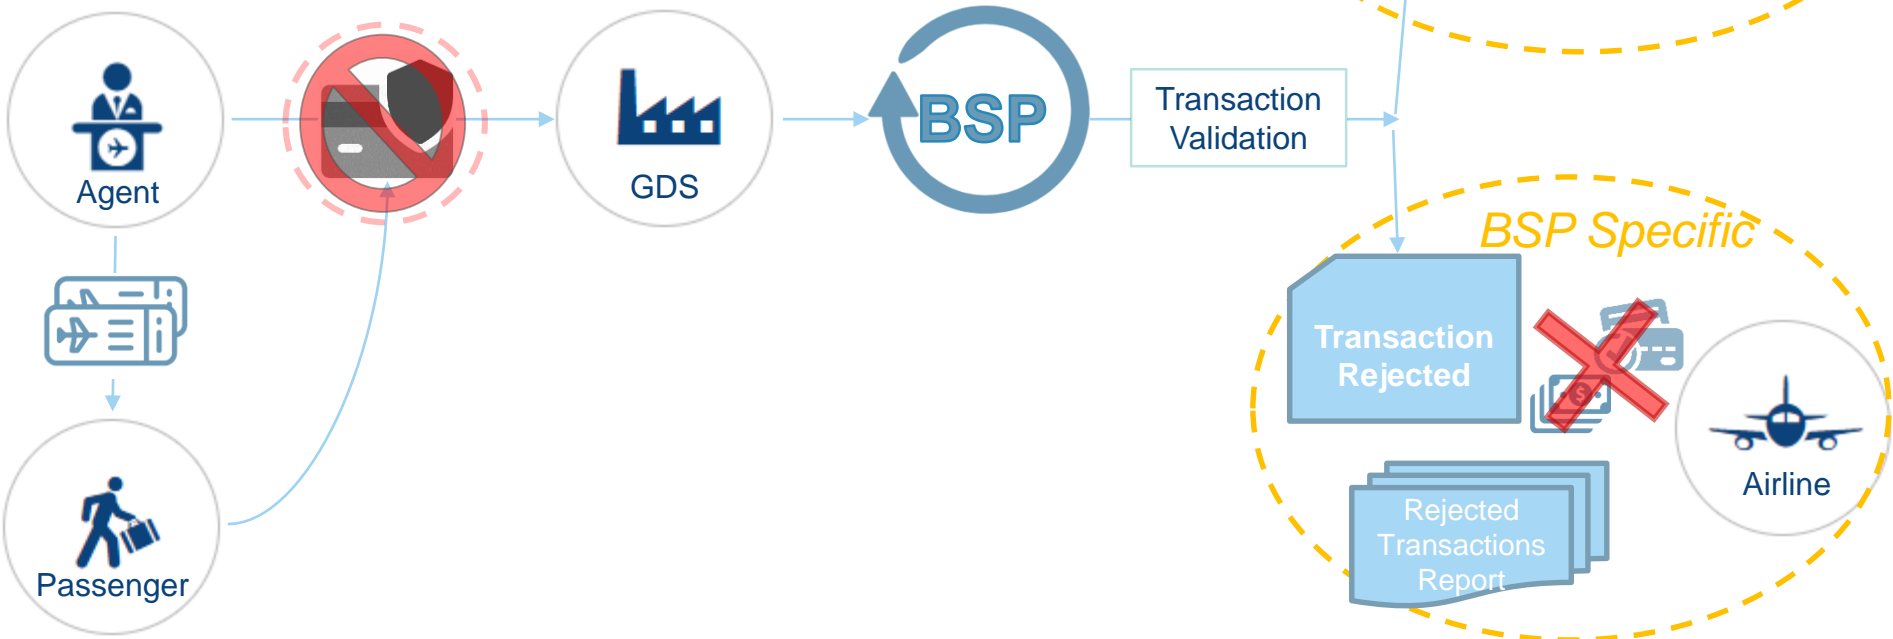 Agent
GDS
BSP
Transaction
Validation
BSP Specific
Transaction
Rejected
Airline
Rejected
Transactions
Report
Passenger